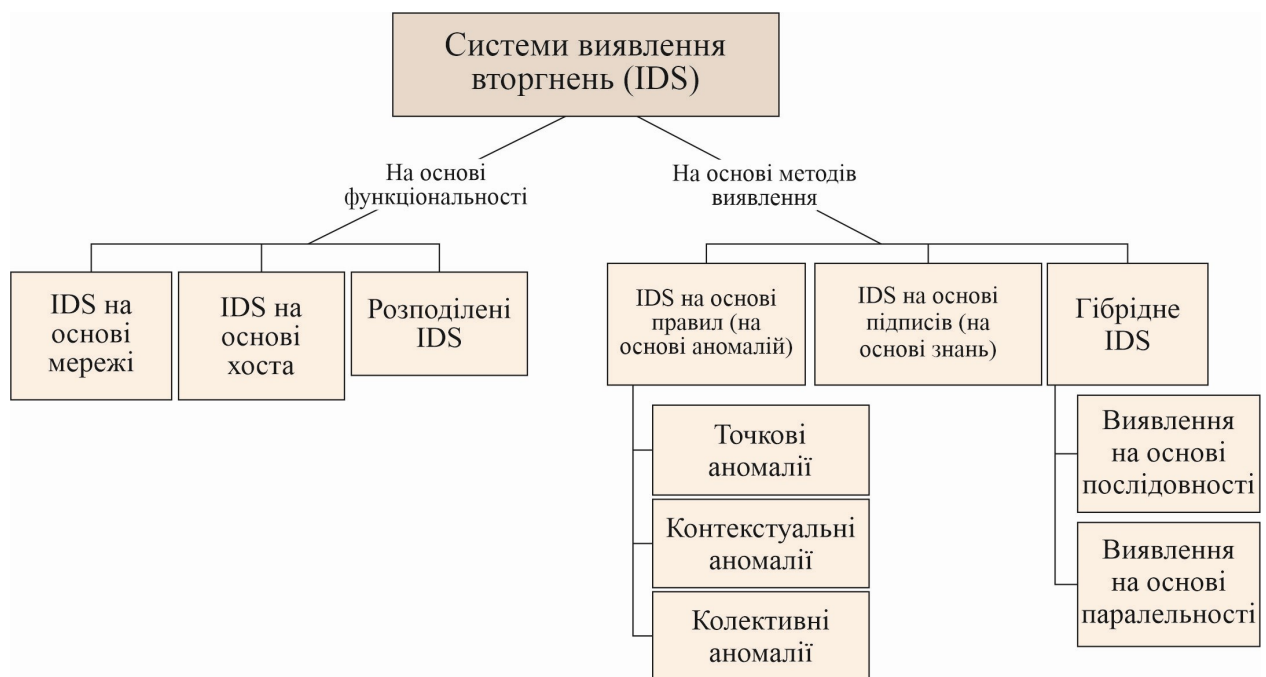 Системи виявлення
вторгнень (IDS)
На основі
функціональності
На основі методів
виявлення
IDS на
основі
мережі
IDS на
основі
хоста
Розподілені
IDS
IDS на основі
правил (на
основі аномалій)
IDS на основі
підписів (на
основі знань)
Гібрідне
IDS
Точкові
аномалії
Контекстуальні
аномалії
Колективні
аномалії
Виявлення
на основі
послідовності
Виявлення
на основі
паралельності